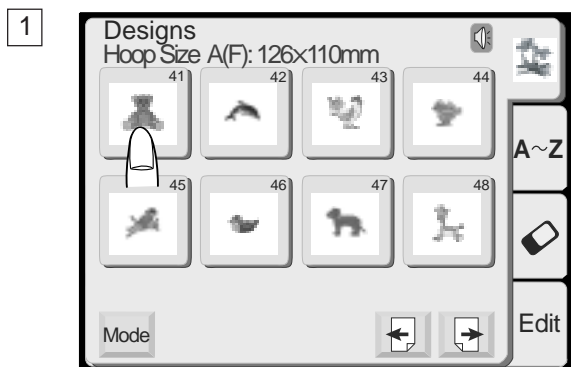 1
Designs
Hoop Size A(F): 126×110mm
41 42 43 44
A~Z
45 46 47 48
Mode
Edit